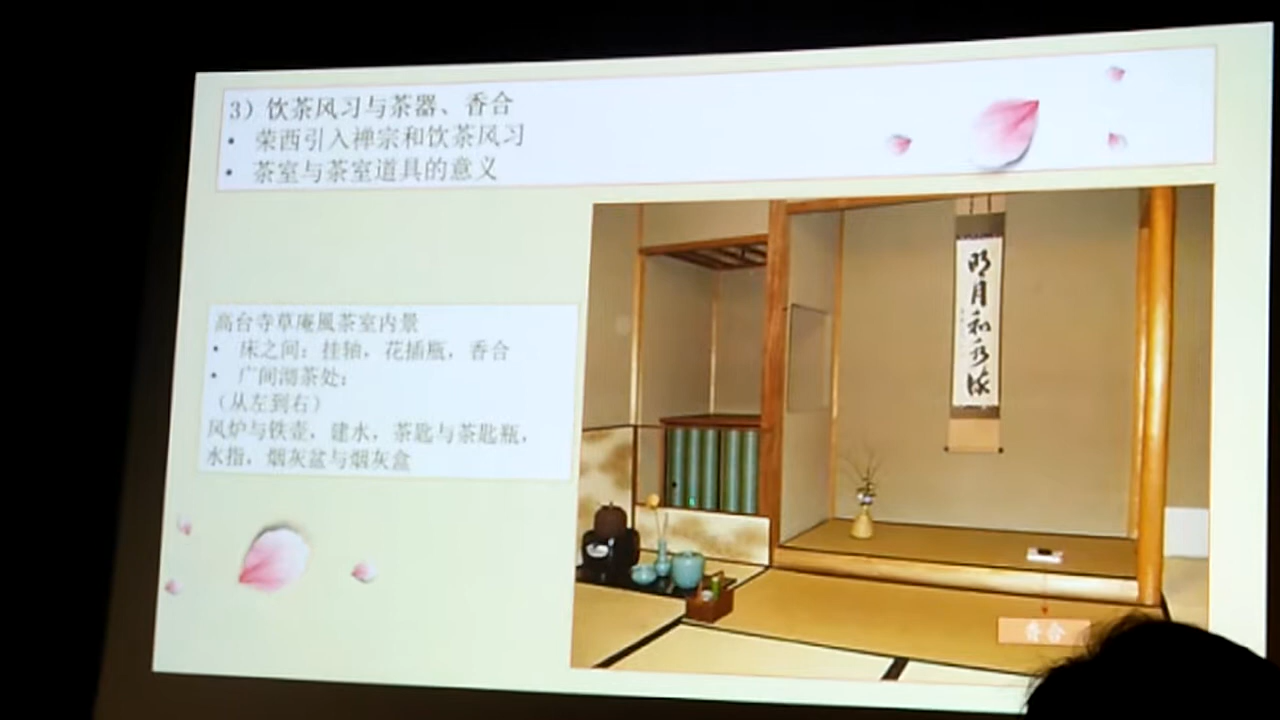 3）饮茶风习与茶器、香合
• 荣西引入禅宗和饮茶风习
• 茶室与茶室道具的意义
高台寺草庵風茶室内景
• 床之间：挂轴，花插瓶，香合
• 广间沏茶处：
（从左到右）
风炉与铁壶，建水，茶匙与茶匙瓶，
水指，烟灰盆与烟灰盒
明月和水流
香合